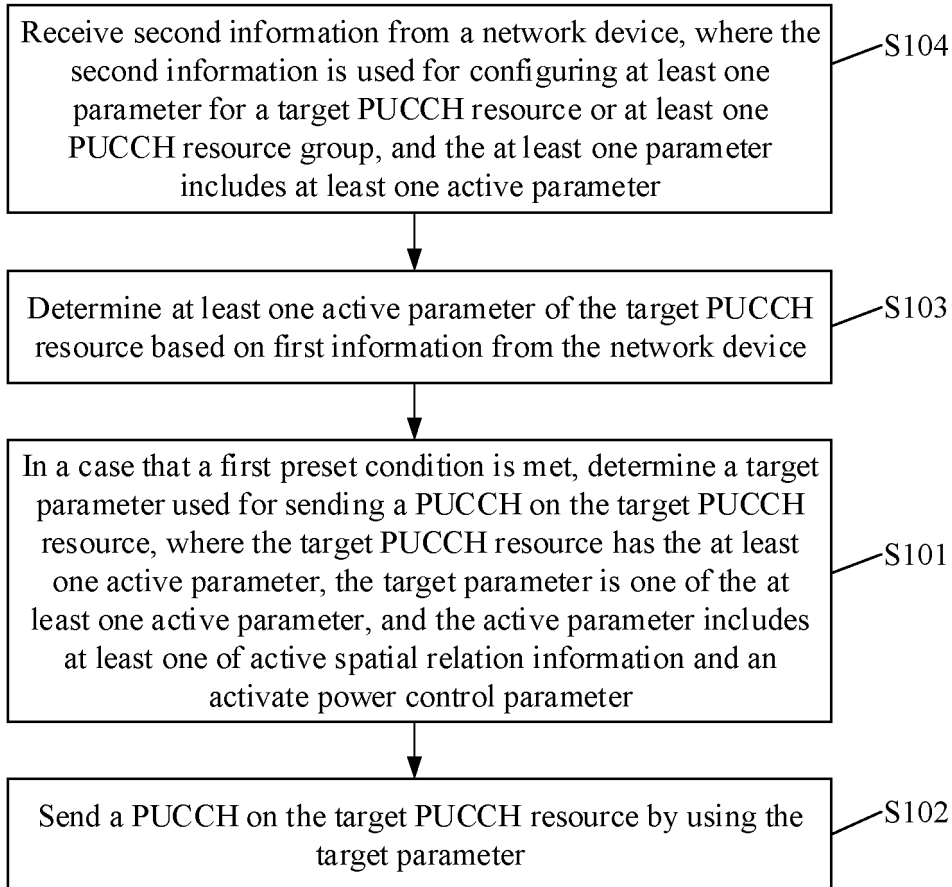 Receive second information from a network device, where the
second information is used for configuring at least one
parameter for a target PUCCH resource or at least one
PUCCH resource group, and the at least one parameter
includes at least one active parameter
S104
Determine at least one active parameter of the target PUCCH
resource based on first information from the network device
S103
In a case that a first preset condition is met, determine a target
parameter used for sending a PUCCH on the target PUCCH
resource, where the target PUCCH resource has the at least
one active parameter, the target parameter is one of the at
least one active parameter, and the active parameter includes
at least one of active spatial relation information and an
activate power control parameter
S101
Send a PUCCH on the target PUCCH resource by using the
target parameter
S102